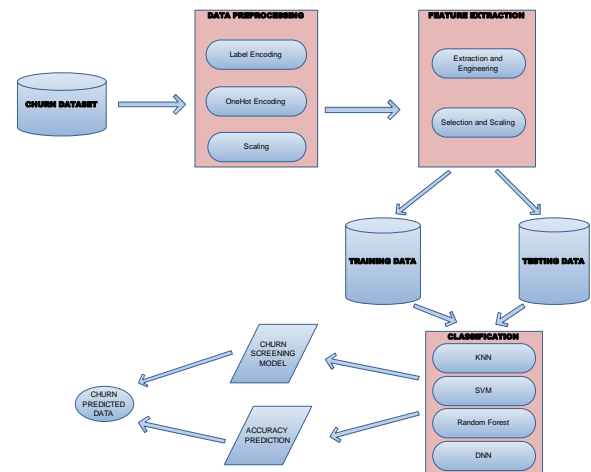 DATA PREPROCESSING
Label Encoding
OneHot Encoding
Scaling
FEATURE EXTRACTION
Extraction and
Engineering
Selection and Scaling
CHURN DATASET
TRAINING DATA
TESTING DATA
CLASSIFICATION
KNN
SVM
Random Forest
DNN
CHURN
SCREENING
MODEL
ACCURACY
PREDICTION
CHURN
PREDICTED
DATA